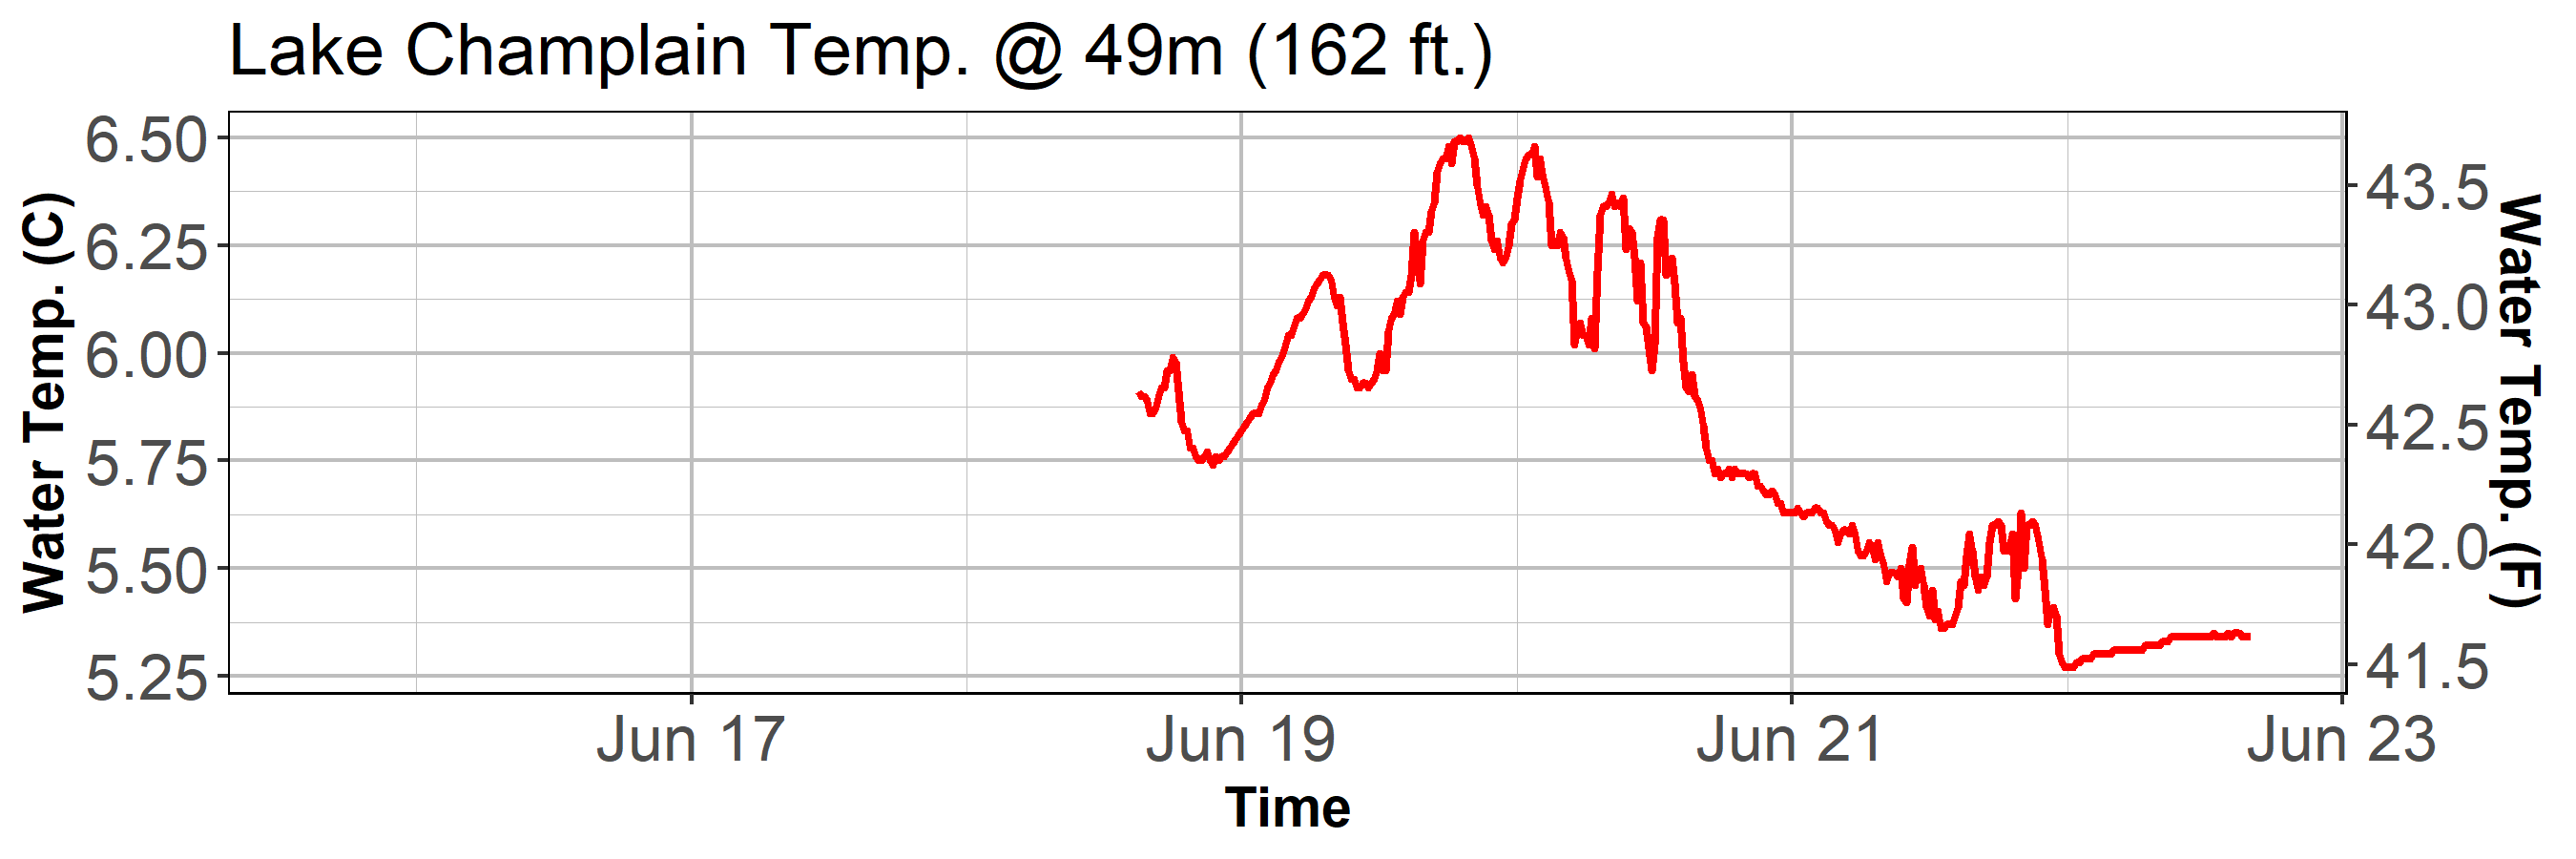 Lake Champlain Temp. @ 49m (162 ft.)
Water Temp. (C)
6.50
6.25
6.00
5.75
5.50
5.25
43.5
43.0
42.5
42.0
41.5
Water Temp. (F)
Jun 17
Jun 19
Jun 21
Jun 23
Time